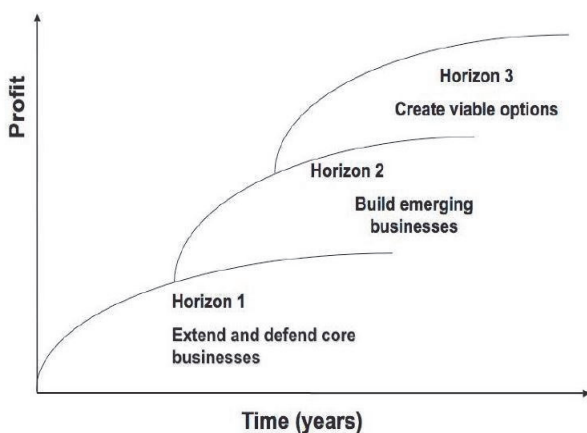 Profit
Horizon 3
Create viable options
Horizon 2
Build emerging
businesses
Horizon 1
Extend and defend core
businesses
Time (years)